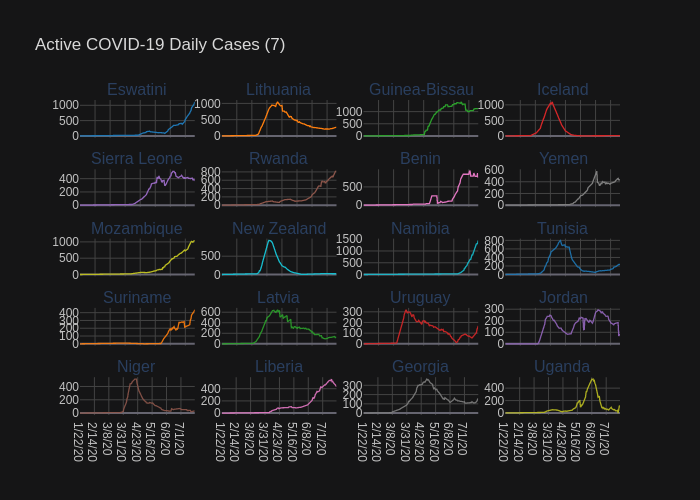 Active COVID-19 Daily Cases (7)
Eswatini Lithuania Guinea-Bissau Iceland
1000 1000 1000 1000
500 500 500 500
0 0 0 0
Sierra Leone Rwanda Benin Yemen
400 200 0
800 600 400 200 0
500 0
600 400 200 0
Mozambique New Zealand Namibia Tunisia
1000 500 0
500 0
1500 1000 500 0
800 600 400 200 0
Suriname Latvia Uruguay Jordan
400 300 200 100 0
600 400 200 0
300 200 100 0
300 200 100 0
Niger Liberia Georgia Uganda
400 200 0
400 200 0
300 200 100 0
400 200 0
1/22/20 2/14/20 3/8/20 3/31/20 4/23/20 5/16/20 6/8/20 7/1/20
1/22/20 2/14/20 3/8/20 3/31/20 4/23/20 5/16/20 6/8/20 7/1/20
1/22/20 2/14/20 3/8/20 3/31/20 4/23/20 5/16/20 6/8/20 7/1/20
1/22/20 2/14/20 3/8/20 3/31/20 4/23/20 5/16/20 6/8/20 7/1/20